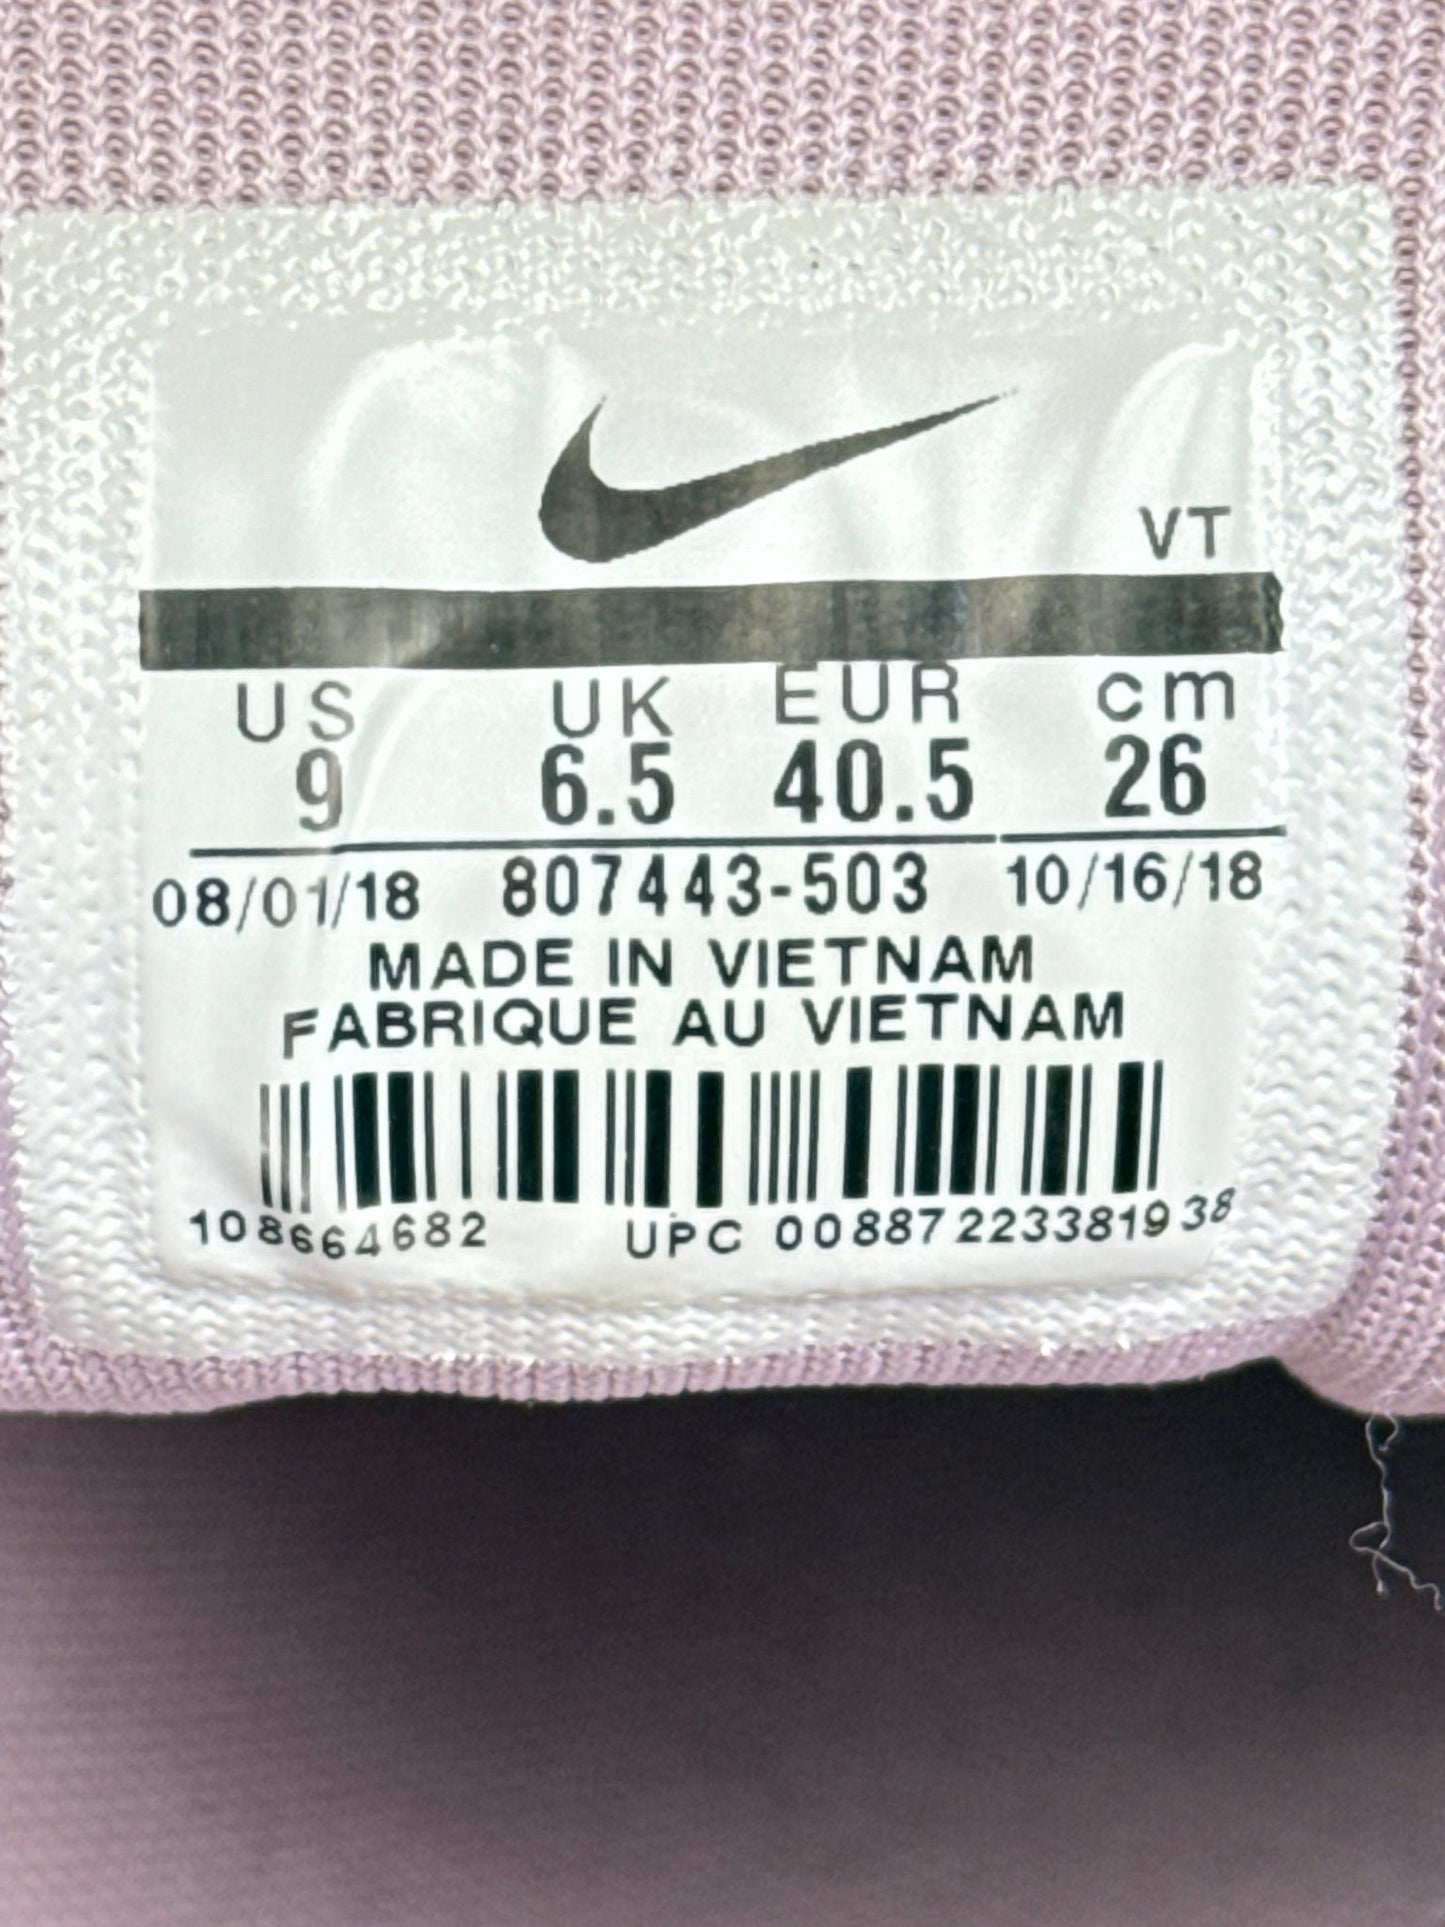 VT
US UK EUR cm
9 6.5 40.5 26
08/01/18 807443-503 10/16/18
MADE IN VIETNAM
FABRIQUE AU VIETNAM
108664682 UPC 00887223381938